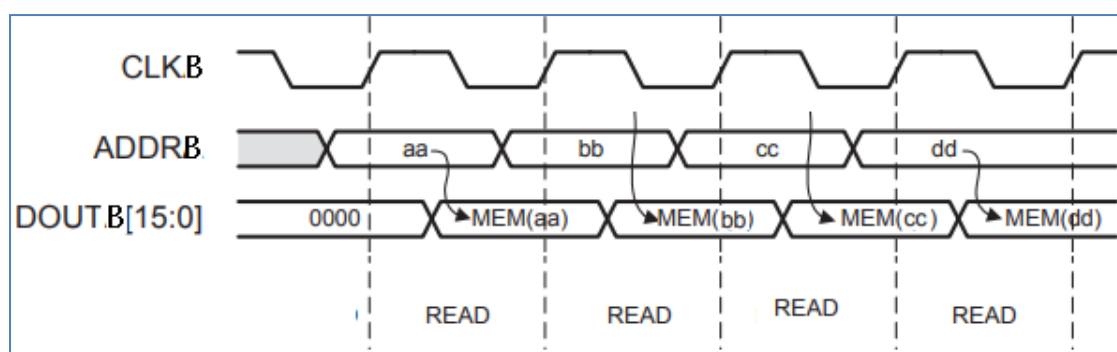 CLK.B
ADDR.B
aa bb cc dd
DOUT.B[15:0]
0000 MEM(aa) MEM(bb) MEM(cc) MEM(dd)
READ READ READ READ